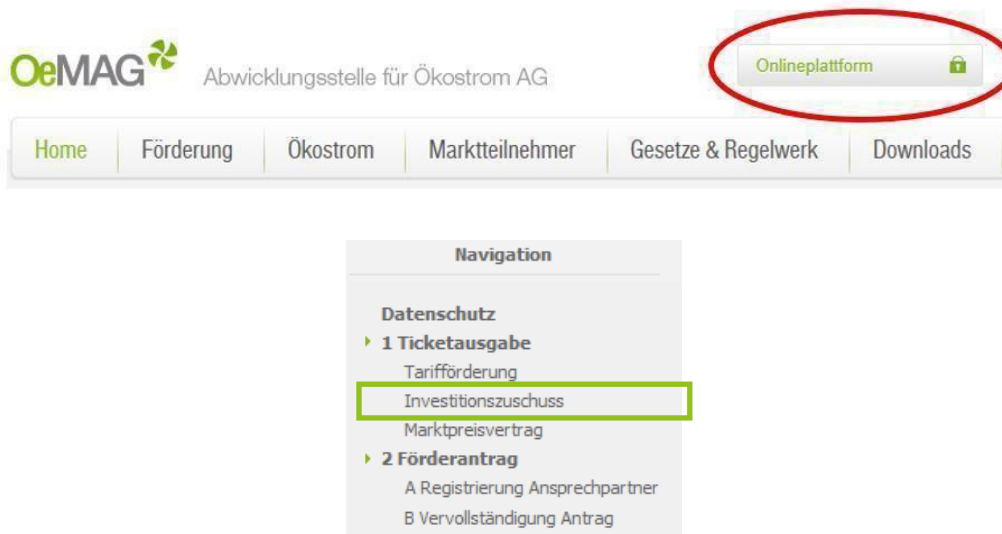 OeMAG Abwicklungsstelle für Ökostrom AG
Onlineplattform
Home Förderung Ökostrom Marktteilnehmer Gesetze & Regelwerk Downloads
Navigation
Datenschutz
1 Ticketausgabe
Tarifförderung
Investitionszuschuss
Marktpreisvertrag
2 Förderantrag
A Registrierung Ansprechpartner
B Vervollständigung Antrag